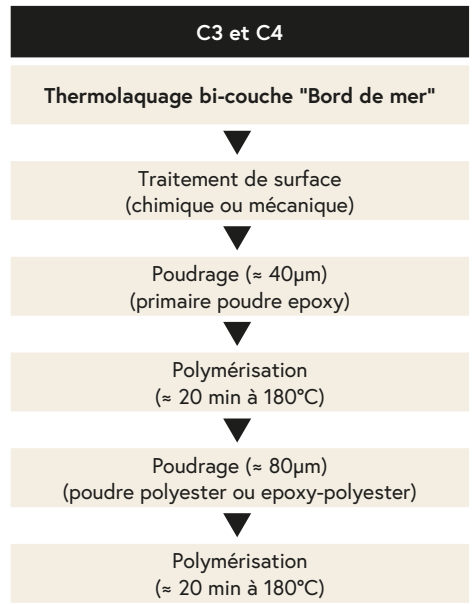 C3 et C4
Thermolaquage bi-couche "Bord de mer"
Traitement de surface
(chimique ou mécanique)
Poudrage (≈ 40µm)
(primaire poudre epoxy)
Polymérisation
(≈ 20 min à 180°C)
Poudrage (≈ 80µm)
(poudre polyester ou epoxy-polyester)
Polymérisation
(≈ 20 min à 180°C)